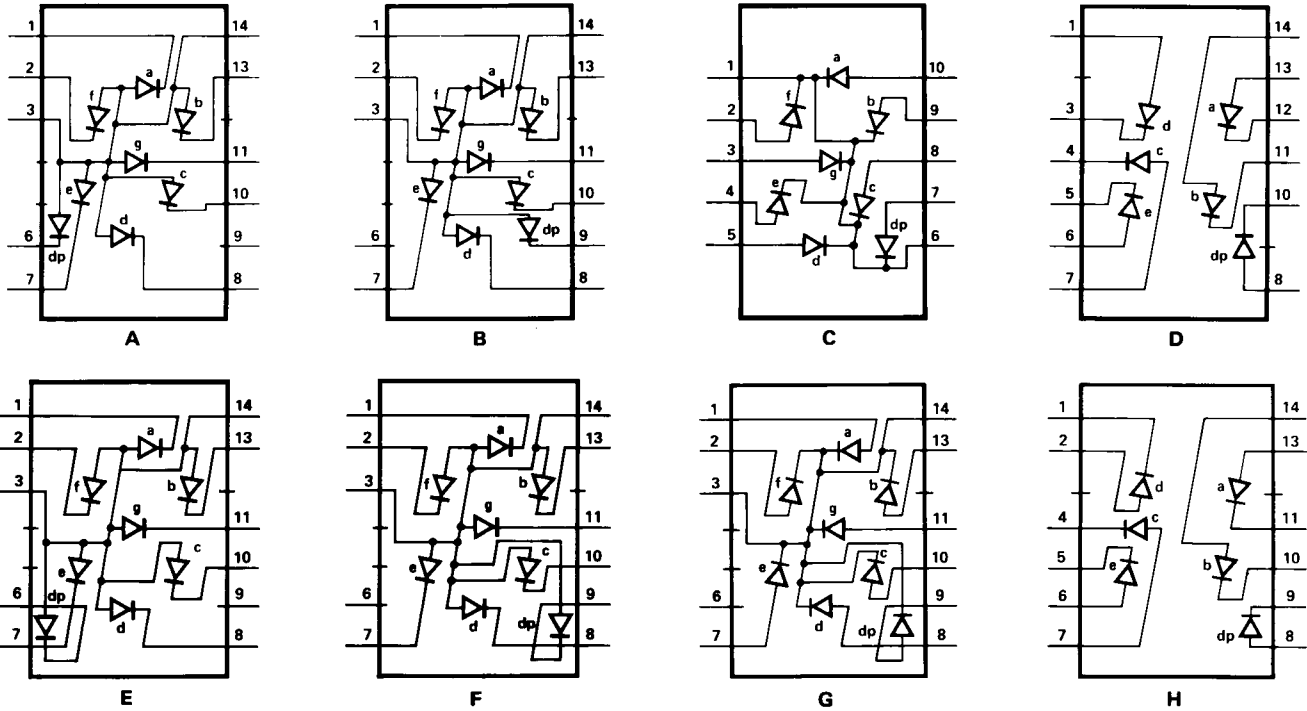 1 14 1 14 1 14
a a a
2 13 2 13 1 10 13
f b f b f b a
3 3 2 9 3 12
d
g 11 g 11 3 8 4 c 11
e c e c g
10 10 4 e c 7 5 b 10
e
d dp d 5 dp 6 6 dp
6 9 6 9 d
dp
7 8 7 8 7 8
A B C D
1 14 1 14 1 14 1 14
a a a
2 13 2 13 2 13 2 13
f b f b f b d a
3 3 3
g 11 g 11 g 11 4 c 11
e c e c e c e b
10 10 10 5 10
dp
6 9 6 9 6 9 6 9
d d dp d dp dp
7 8 7 8 7 8 7 8
E F G H